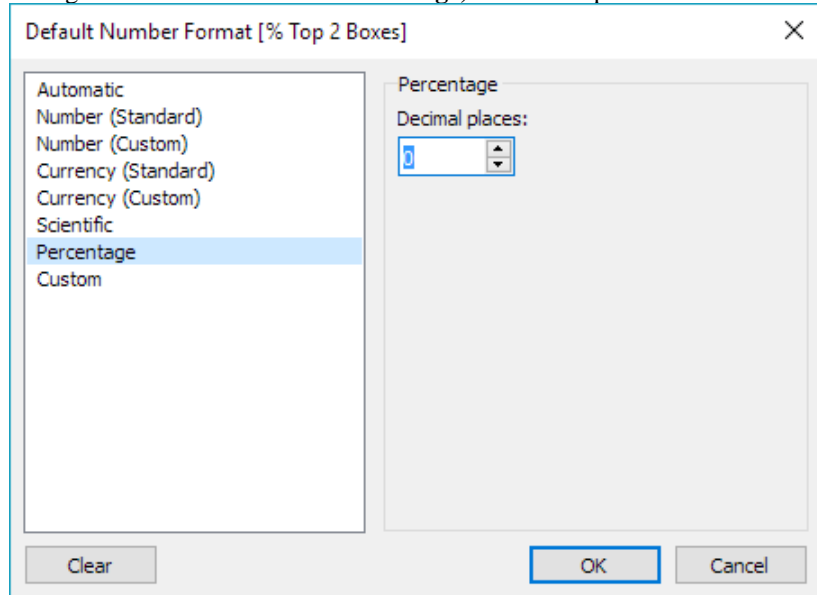 Default Number Format [% Top 2 Boxes]
Automatic
Number (Standard)
Number (Custom)
Currency (Standard)
Currency (Custom)
Scientific
Percentage
Custom
Percentage
Decimal places:
0
Clear
OK
Cancel